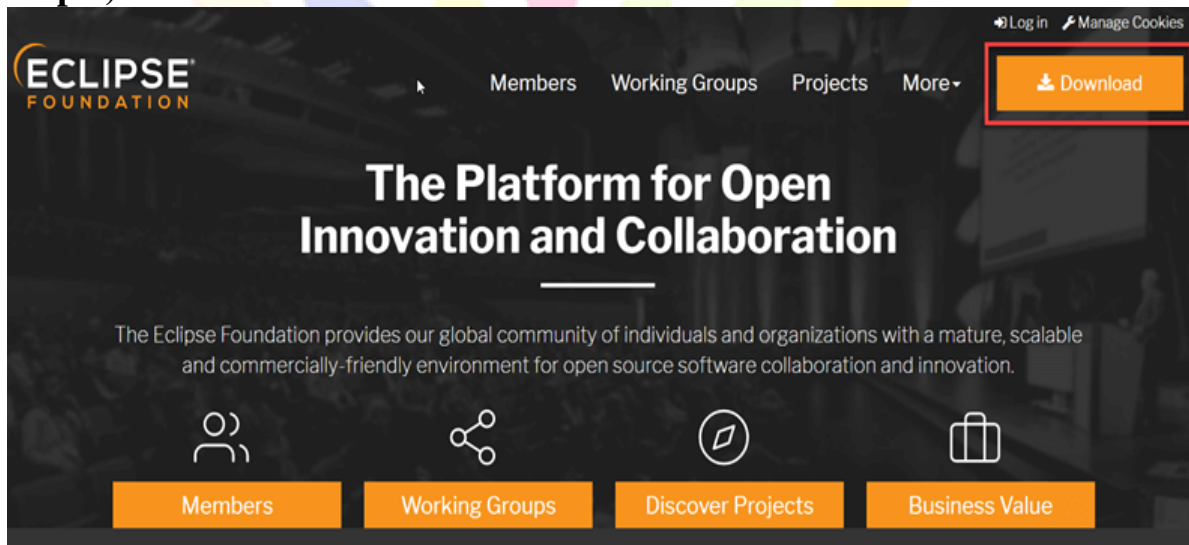 Log in Manage Cookies
ECLIPSE
FOUNDATION
Members Working Groups Projects More Download
The Platform for Open
Innovation and Collaboration
The Eclipse Foundation provides our global community of individuals and organizations with a mature, scalable
and commercially-friendly environment for open source software collaboration and innovation.
Members Working Groups Discover Projects Business Value